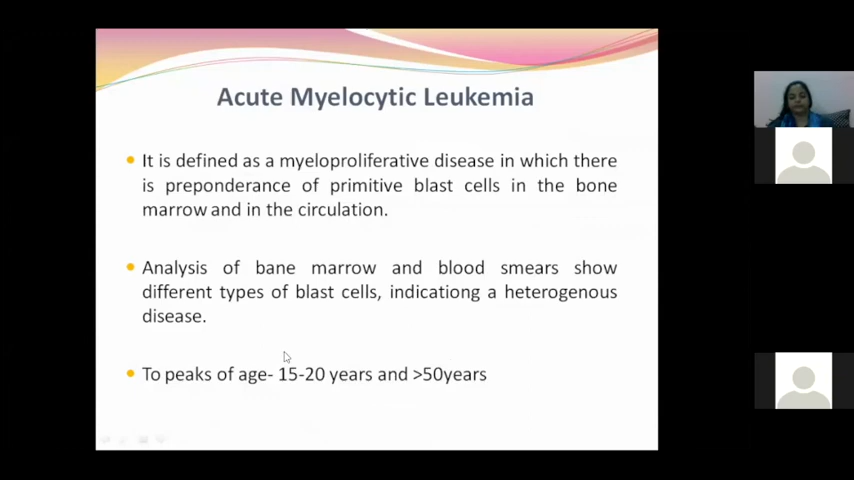 Acute Myelocytic Leukemia
It is defined as a myeloproliferative disease in which there
is preponderance of primitive blast cells in the bone
marrow and in the circulation.
Analysis of bane marrow and blood smears show
different types of blast cells, indicationg a heterogenous
disease.
To peaks of age- 15-20 years and >50years